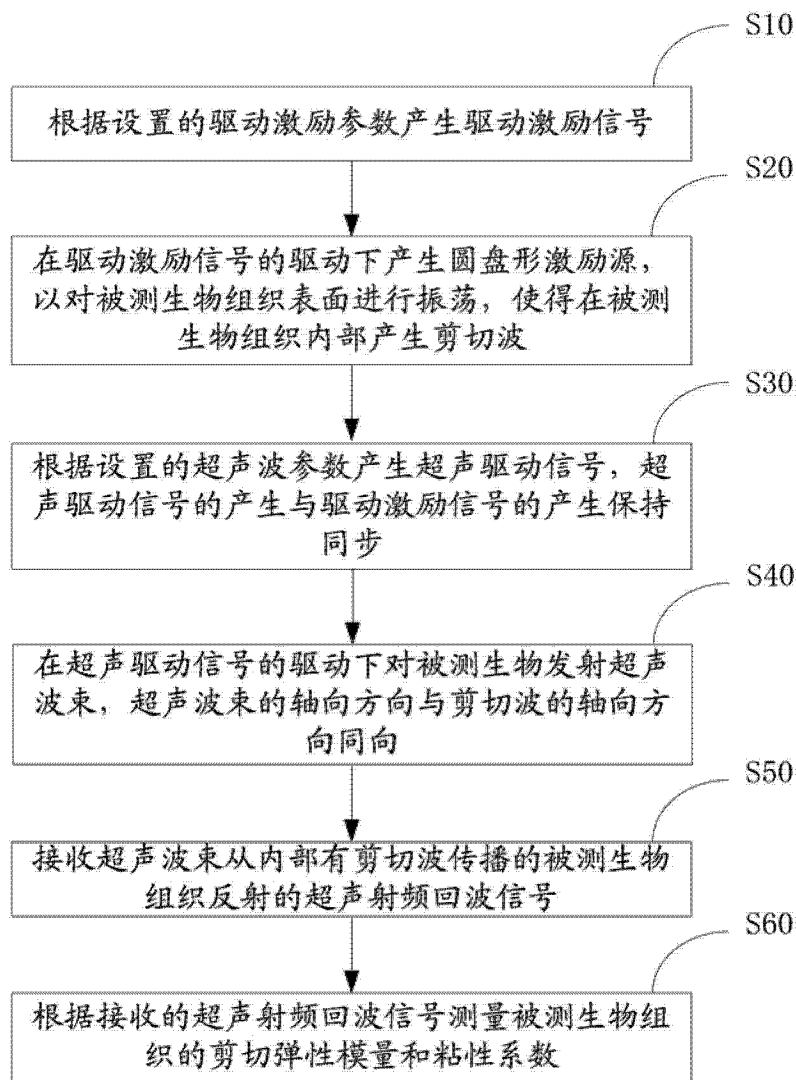 S10
根据设置的驱动激励参数产生驱动激励信号
S20
在驱动激励信号的驱动下产生圆盘形激励源，
以对被测生物组织表面进行振荡，使得在被测
生物组织内部产生剪切波
S30
根据设置的超声波参数产生超声驱动信号，超
声驱动信号的产生与驱动激励信号的产生保持
同步
S40
在超声驱动信号的驱动下对被测生物发射超声
波束，超声波束的轴向方向与剪切波的轴向方
向同向
S50
接收超声波束从内部有剪切波传播的被测生物
组织反射的超声射频回波信号
S60
根据接收的超声射频回波信号测量被测生物组
织的剪切弹性模量和粘性系数